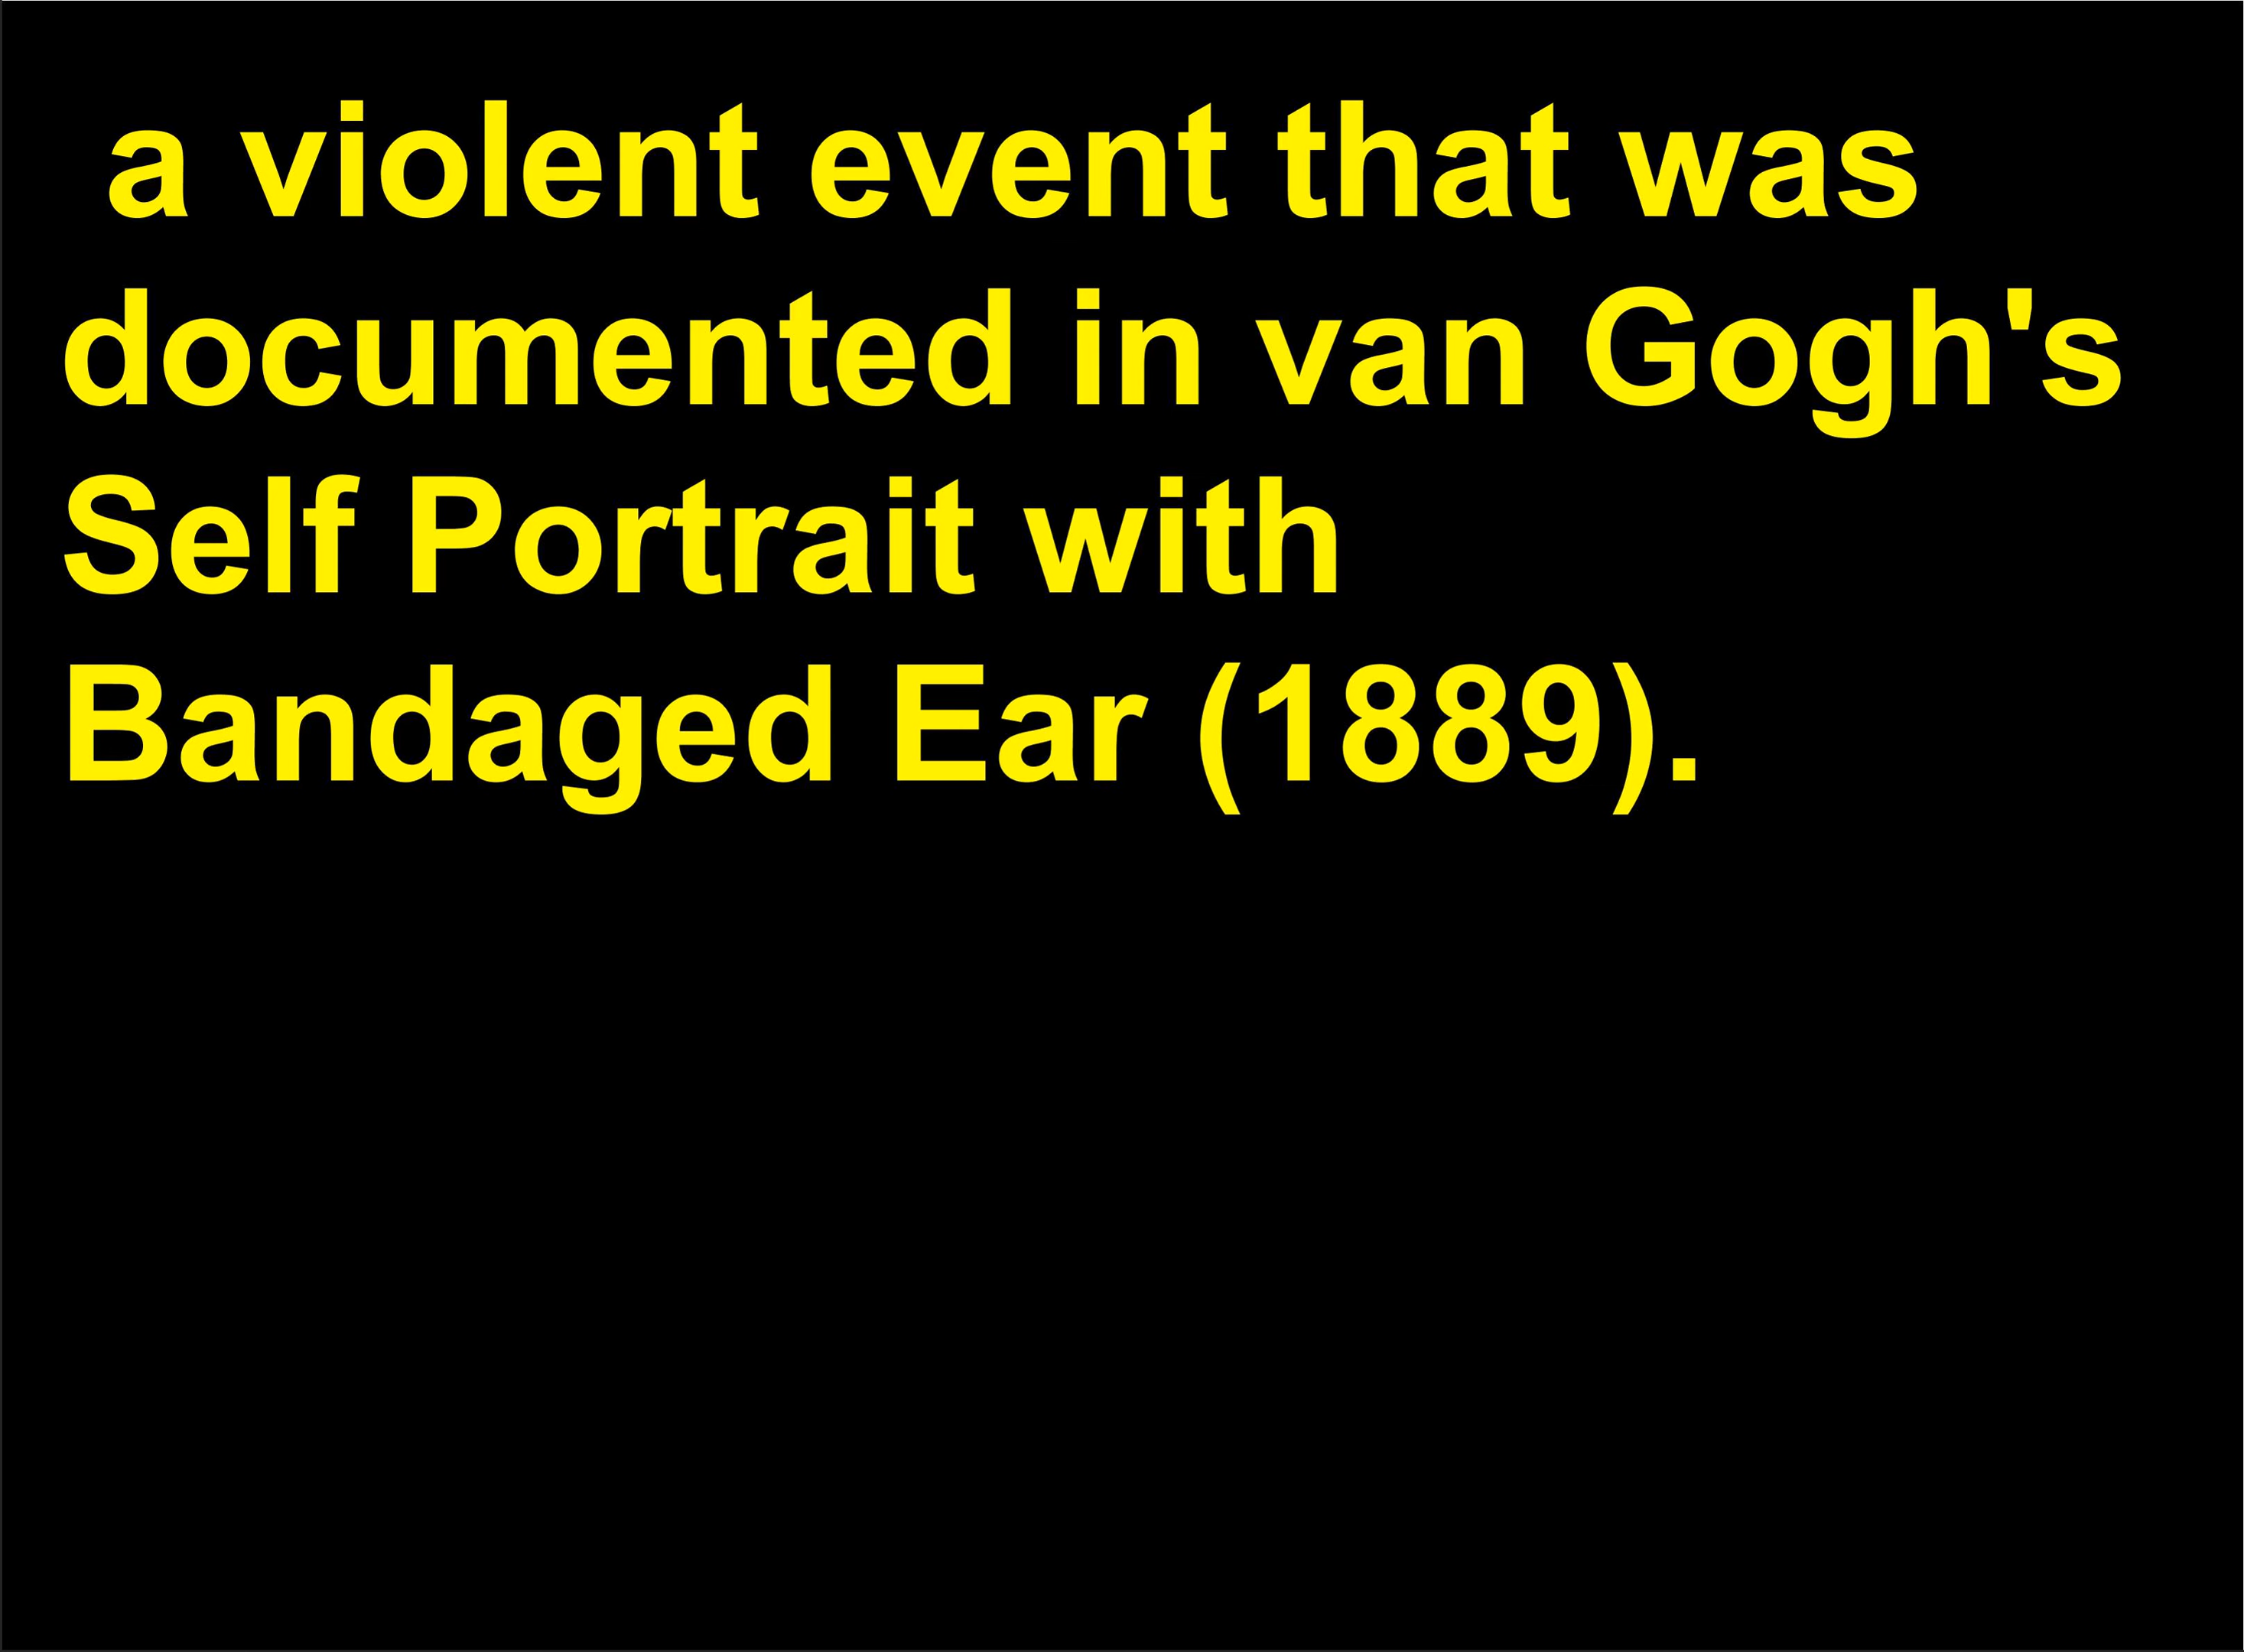 a violent event that was
documented in van Gogh's
Self Portrait with
Bandaged Ear (1889).